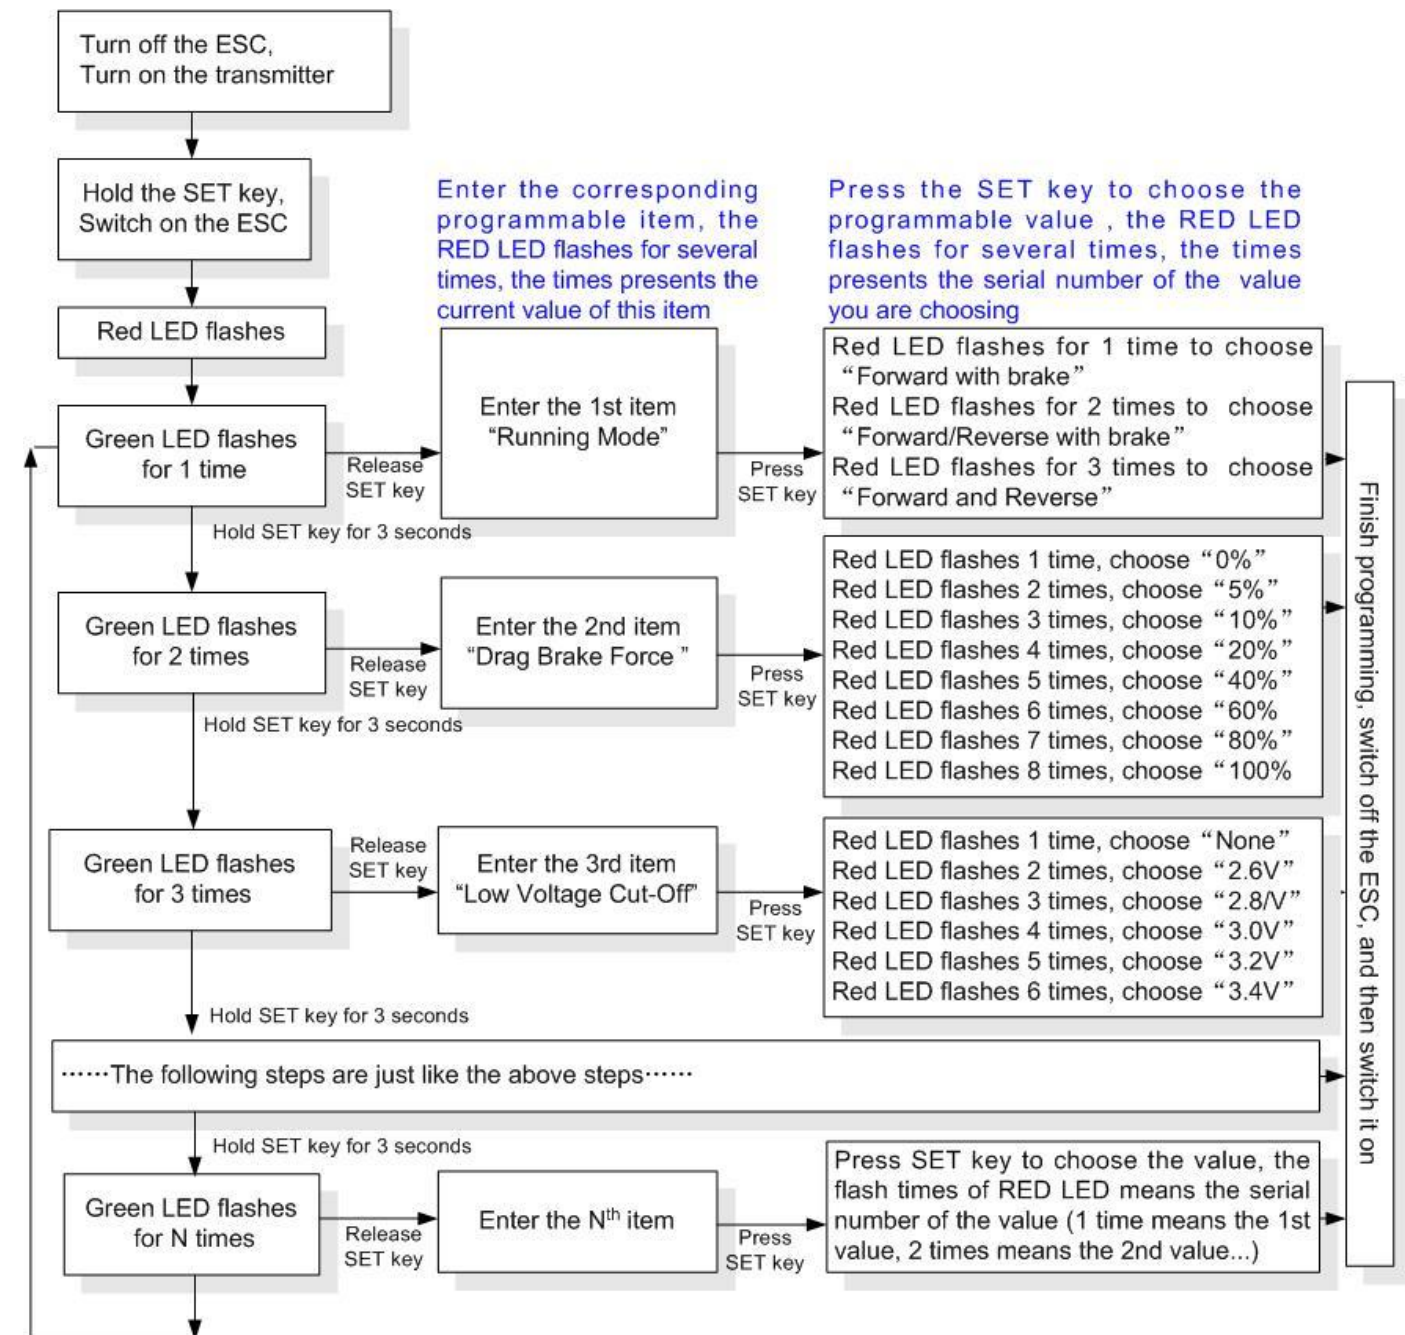 Turn off the ESC,
Turn on the transmitter
Hold the SET key,
Switch on the ESC
Enter the corresponding
programmable item, the
RED LED flashes for several
times, the times presents the
current value of this item
Press the SET key to choose the
programmable value , the RED LED
flashes for several times, the times
presents the serial number of the value
you are choosing
Red LED flashes
Green LED flashes
for 1 time
Release
SET key
Enter the 1st item
“Running Mode”
Press
SET key
Red LED flashes for 1 time to choose
“Forward with brake”
Red LED flashes for 2 times to choose
“Forward/Reverse with brake”
Red LED flashes for 3 times to choose
“Forward and Reverse”
Hold SET key for 3 seconds
Green LED flashes
for 2 times
Release
SET key
Enter the 2nd item
“Drag Brake Force ”
Press
SET key
Red LED flashes 1 time, choose “0%”
Red LED flashes 2 times, choose “5%”
Red LED flashes 3 times, choose “10%”
Red LED flashes 4 times, choose “20%”
Red LED flashes 5 times, choose “40%”
Red LED flashes 6 times, choose “60%
Red LED flashes 7 times, choose “80%”
Red LED flashes 8 times, choose “100%
Hold SET key for 3 seconds
Green LED flashes
for 3 times
Release
SET key
Enter the 3rd item
“Low Voltage Cut-Off”
Press
SET key
Red LED flashes 1 time, choose “None”
Red LED flashes 2 times, choose “2.6V”
Red LED flashes 3 times, choose “2.8/V”
Red LED flashes 4 times, choose “3.0V”
Red LED flashes 5 times, choose “3.2V”
Red LED flashes 6 times, choose “3.4V”
Hold SET key for 3 seconds
······The following steps are just like the above steps······
Hold SET key for 3 seconds
Green LED flashes
for N times
Release
SET key
Enter the Nth item
Press
SET key
Press SET key to choose the value, the
flash times of RED LED means the serial
number of the value (1 time means the 1st
value, 2 times means the 2nd value...)
Finish programming, switch off the ESC, and then switch it on